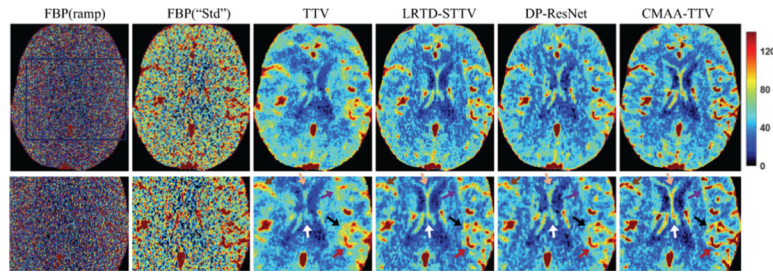 FBP(ramp) FBP("Std") TTV LRTD-STTV DP-ResNet CMAA-TTV
120
80
40
0